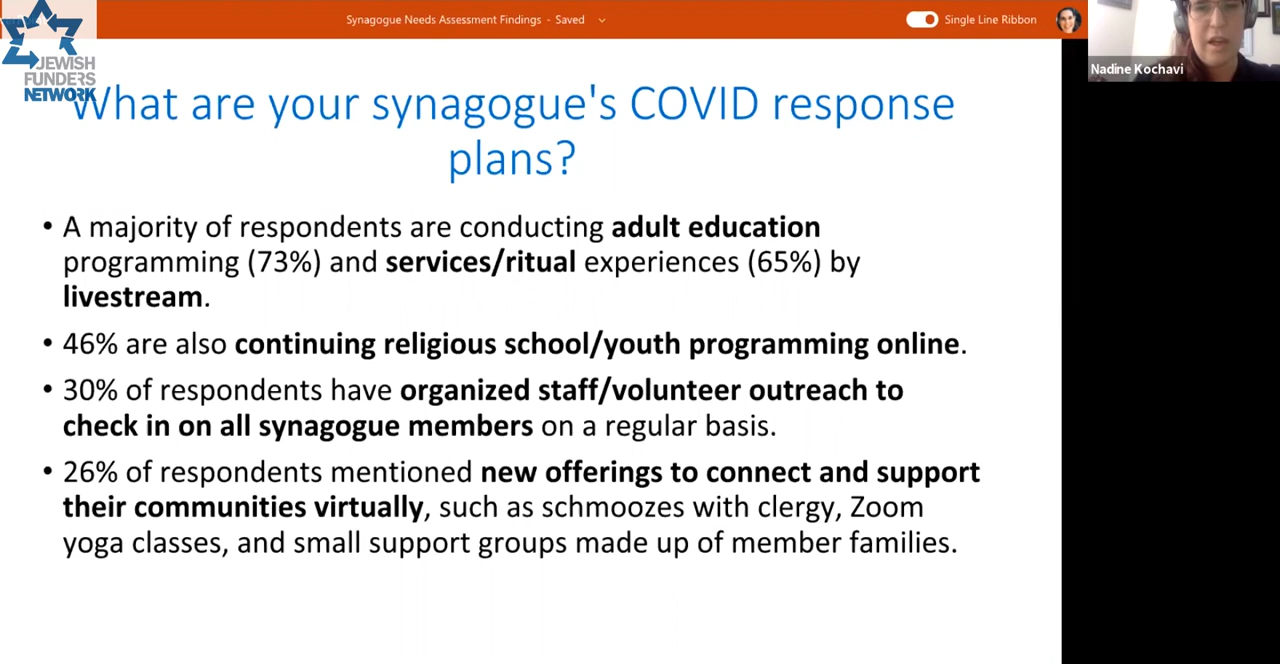 Synagogue Needs Assessment Findings - Saved
Single Line Ribbon
JEWISH
FUNDERS
NETWORK
Nadine Kochavi
What are your synagogue's COVID response
plans?
• A majority of respondents are conducting adult education
programming (73%) and services/ritual experiences (65%) by
livestream.
• 46% are also continuing religious school/youth programming online.
• 30% of respondents have organized staff/volunteer outreach to
check in on all synagogue members on a regular basis.
• 26% of respondents mentioned new offerings to connect and support
their communities virtually, such as schmoozes with clergy, Zoom
yoga classes, and small support groups made up of member families.